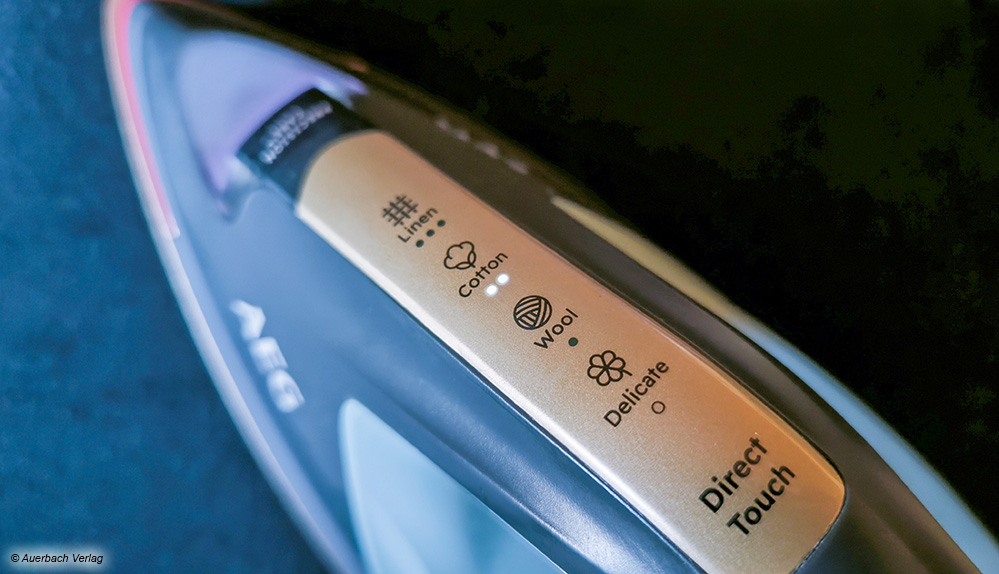 Linen
Cotton
Wool
Delicate
Direct
Touch
AEG
© Auerbach Verlag